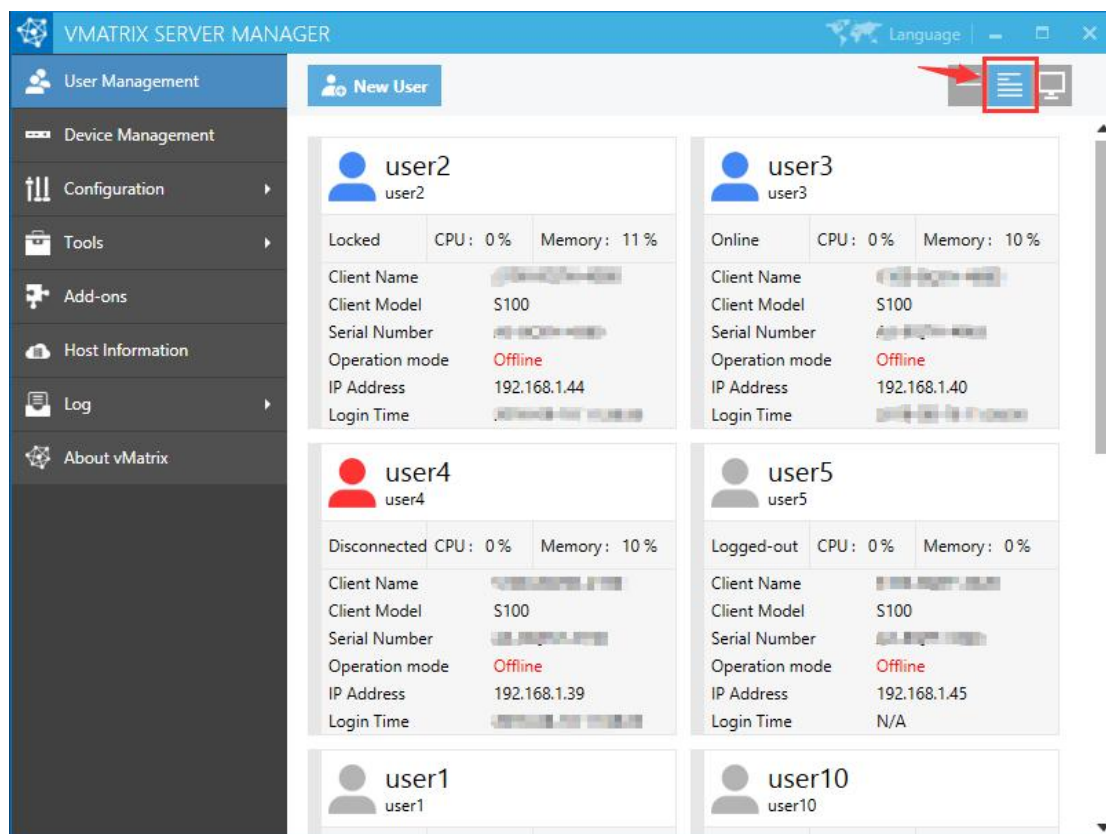 VMATRIX SERVER MANAGER
Language
User Management
Device Management
Configuration
Tools
Add-ons
Host Information
Log
About vMatrix
New User
user2
user2
Locked CPU: 0% Memory: 11%
Client Name
Client Model S100
Serial Number
Operation mode Offline
IP Address 192.168.1.44
Login Time
user3
user3
Online CPU: 0% Memory: 10%
Client Name
Client Model S100
Serial Number
Operation mode Offline
IP Address 192.168.1.40
Login Time
user4
user4
Disconnected CPU: 0% Memory: 10%
Client Name
Client Model S100
Serial Number
Operation mode Offline
IP Address 192.168.1.39
Login Time
user5
user5
Logged-out CPU: 0% Memory: 0%
Client Name
Client Model S100
Serial Number
Operation mode Offline
IP Address 192.168.1.45
Login Time N/A
user1
user1
user10
user10